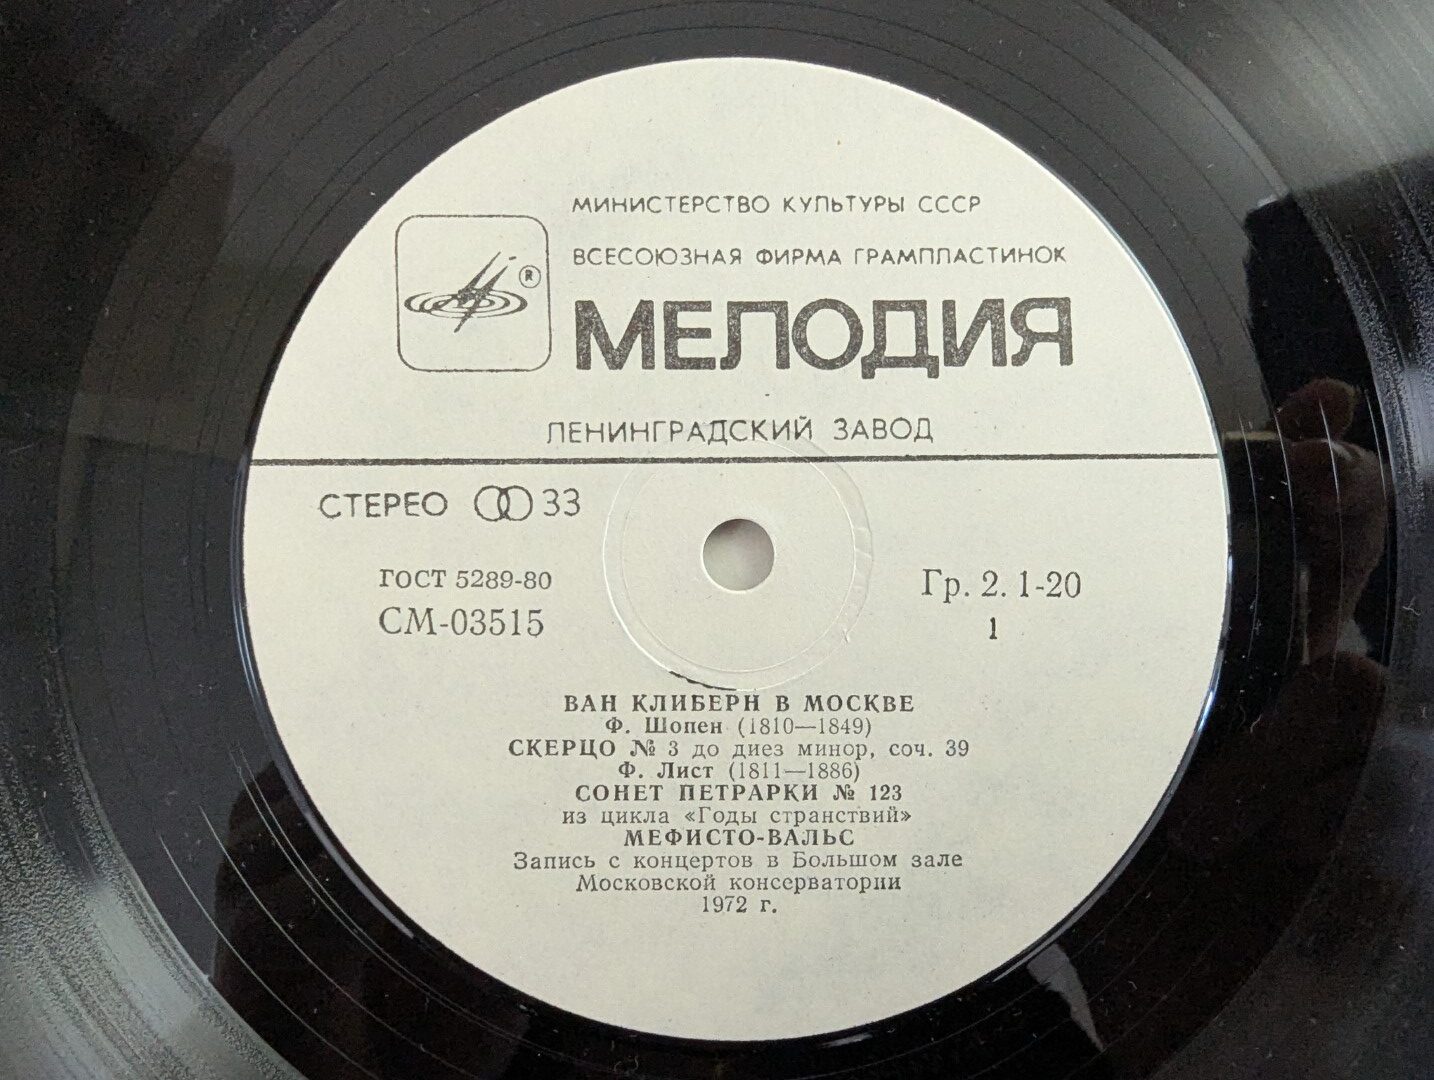 МИНИСТЕРСТВО КУЛЬТУРЫ СССР
ВСЕСОЮЗНАЯ ФИРМА ГРАМПЛАСТИНОК
®
МЕЛОДИЯ
ЛЕНИНГРАДСКИЙ ЗАВОД
СТЕРЕО 33
ГОСТ 5289-80
СМ-03515
Гр. 2. 1-20
1
ВАН КЛИБЕРН В МОСКВЕ
Ф. Шопен (1810—1849)
СКЕРЦО № 3 до диез минор, соч. 39
Ф. Лист (1811—1886)
СОНЕТ ПЕТРАРКИ № 123
из цикла «Годы странствий»
МЕФИСТО-ВАЛЬС
Запись с концертов в Большом зале
Московской консерватории
1972 г.